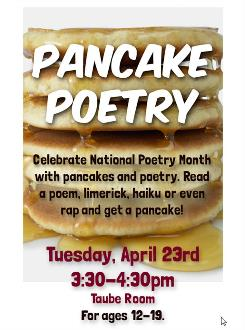 PANCAKE
POETRY
Celebrate National Poetry Month
with pancakes and poetry. Read
a poem, limerick, haiku or even
rap and get a pancake!
Tuesday, April 23rd
3:30–4:30pm
Taube Room
For ages 12–19.